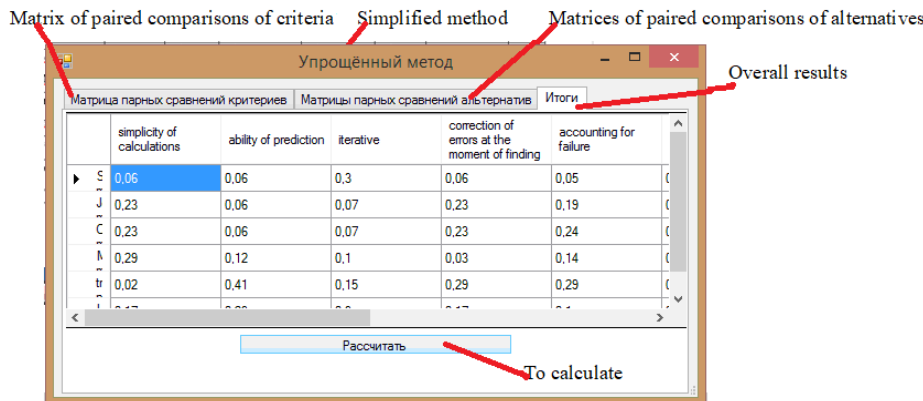 Matrix of paired comparisons of criteria Simplified method Matrices of paired comparisons of alternatives
Упрощённый метод
Overall results
Матрица парных сравнений критериев Матрицы парных сравнений альтернатив Итоги
simplicity of calculations ability of prediction iterative correction of errors at the moment of finding accounting for failure
S 0,06 0,06 0,3 0,06 0,05
J 0,23 0,06 0,07 0,23 0,19
C 0,23 0,06 0,07 0,23 0,24
0,29 0,12 0,1 0,03 0,14
tr 0,02 0,41 0,15 0,29 0,29
Рассчитать
To calculate